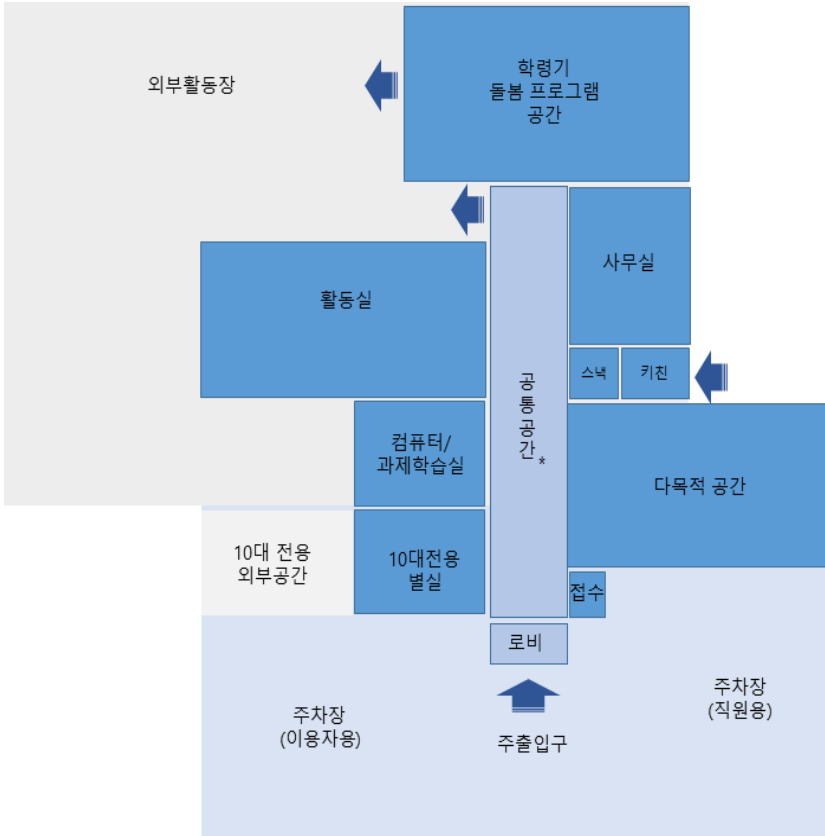 외부활동장
학령기
돌봄 프로그램
공간
사무실
활동실
스낵
키친
공
통
공
간
*
컴퓨터/
과제학습실
다목적 공간
10대 전용
외부공간
10대전용
별실
접수
로비
주차장
(이용자용)
주출입구
주차장
(직원용)